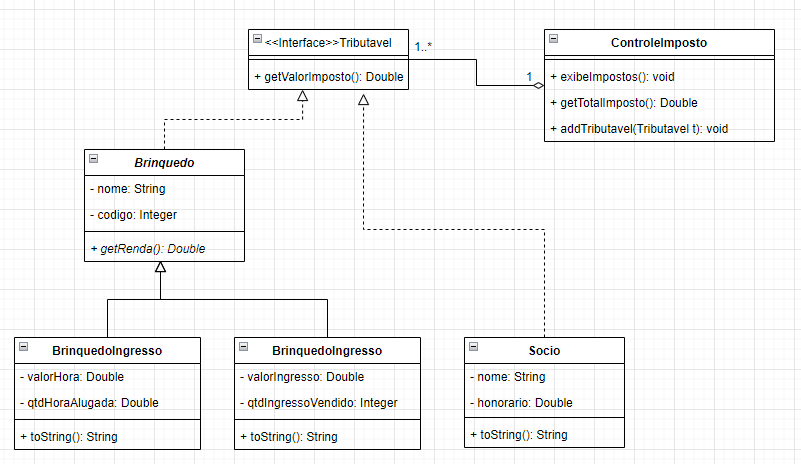 <<Interface>>Tributavel
+ getValorImposto(): Double
1..*
1
ControleImposto
+ exibeImpostos(): void
+ getTotalImposto(): Double
+ addTributavel(Tributavel t): void
Brinquedo
- nome: String
- codigo: Integer
+ getRenda(): Double
BrinquedoIngresso
- valorHora: Double
- qtdHoraAlugada: Double
+ toString(): String
BrinquedoIngresso
- valorIngresso: Double
- qtdIngressoVendido: Integer
+ toString(): String
Socio
- nome: String
- honorario: Double
+ toString(): String